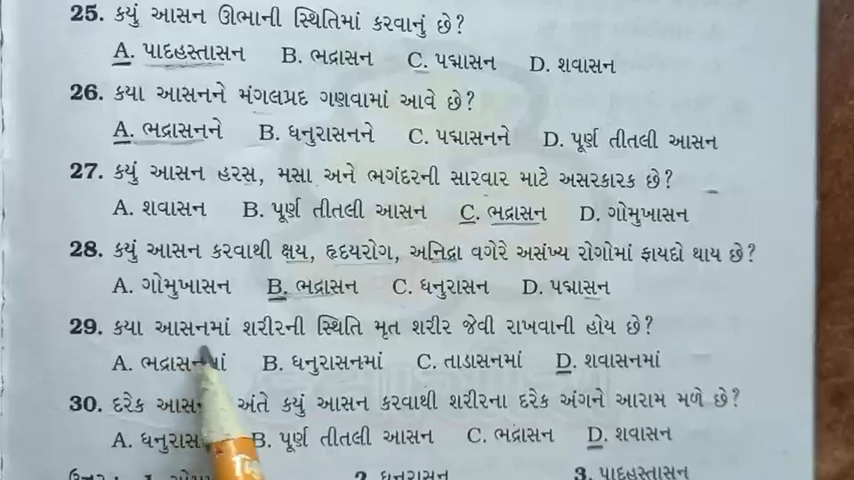 25. કયું આસન ઊભાની સ્થિતિમાં કરવાનું છે?
A. પાદહસ્તાસન B. ભદ્રાસન C. પદ્માસન D. શવાસન
26. કયા આસનને મંગલપ્રદ ગણવામાં આવે છે?
A. ભદ્રાસનને B. ધનુરાસનને C. પદ્માસનને D. પૂર્ણ તીતલી આસન
27. કયું આસન હરસ, મસા અને ભગંદરની સારવાર માટે અસરકારક છે?
A. શવાસન B. પૂર્ણ તીતલી આસન C. ભદ્રાસન D. ગોમુખાસન
28. કયું આસન કરવાથી ક્ષય, હૃદયરોગ, અનિદ્રા વગેરે અસંખ્ય રોગોમાં ફાયદો થાય છે?
A. ગોમુખાસન B. ભદ્રાસન C. ધનુરાસન D. પદ્માસન
29. કયા આસનમાં શરીરની સ્થિતિ મૃત શરીર જેવી રાખવાની હોય છે?
A. ભદ્રાસનમાં B. ધનુરાસનમાં C. તાડાસનમાં D. શવાસનમાં
30. દરેક અંતે કયું આસન કરવાથી શરીરના દરેક અંગને આરામ મળે છે?
A. B. પૂર્ણ તીતલી આસન C. ભદ્રાસન D. શવાસન
1. 2. ધનુરાસન 3. પાદહસ્તાસન